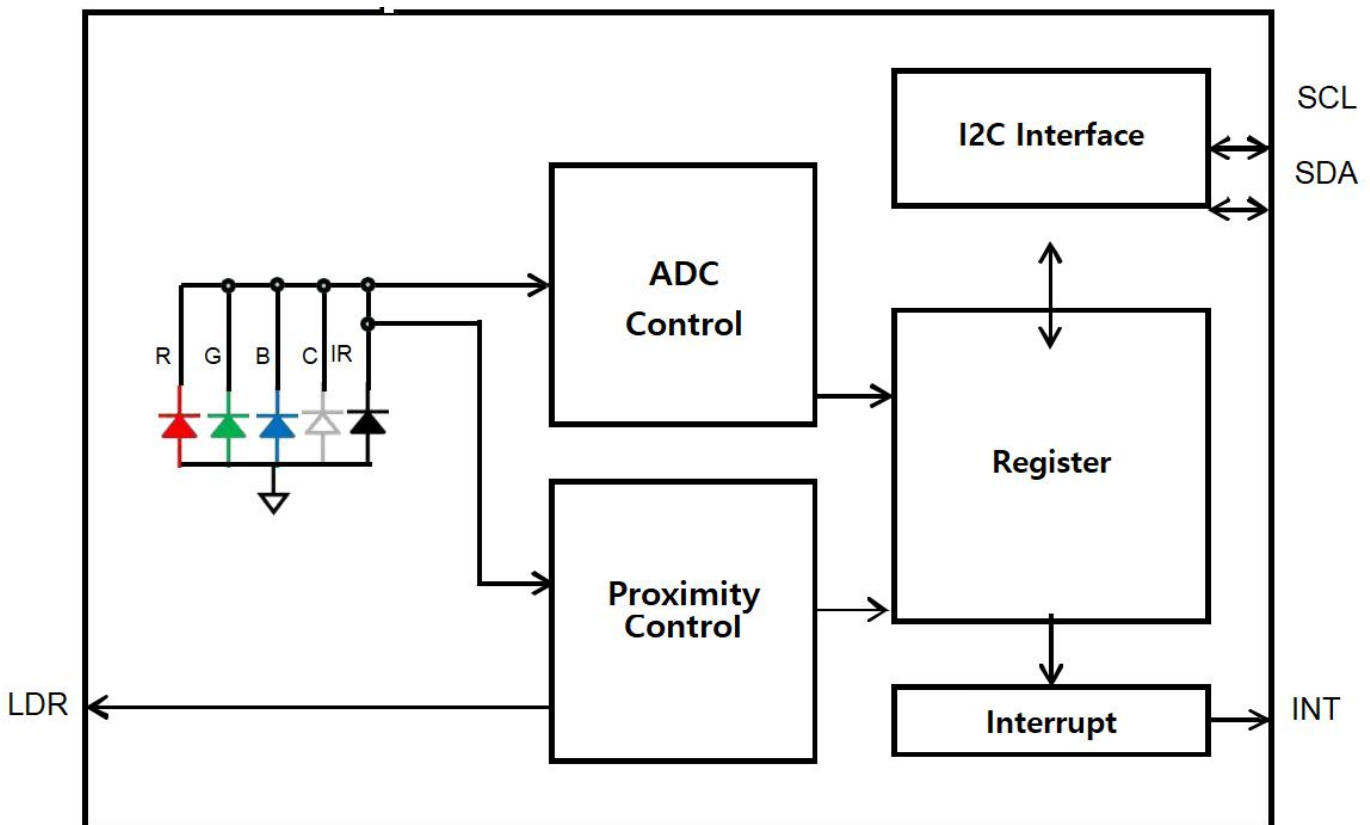 I2C Interface
SCL
SDA
ADC
Control
R G B C IR
Register
Proximity
Control
LDR
Interrupt
INT